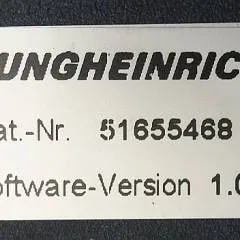 UNGHEINRIC
at.-Nr. 51655468
oftware-Version 1.0